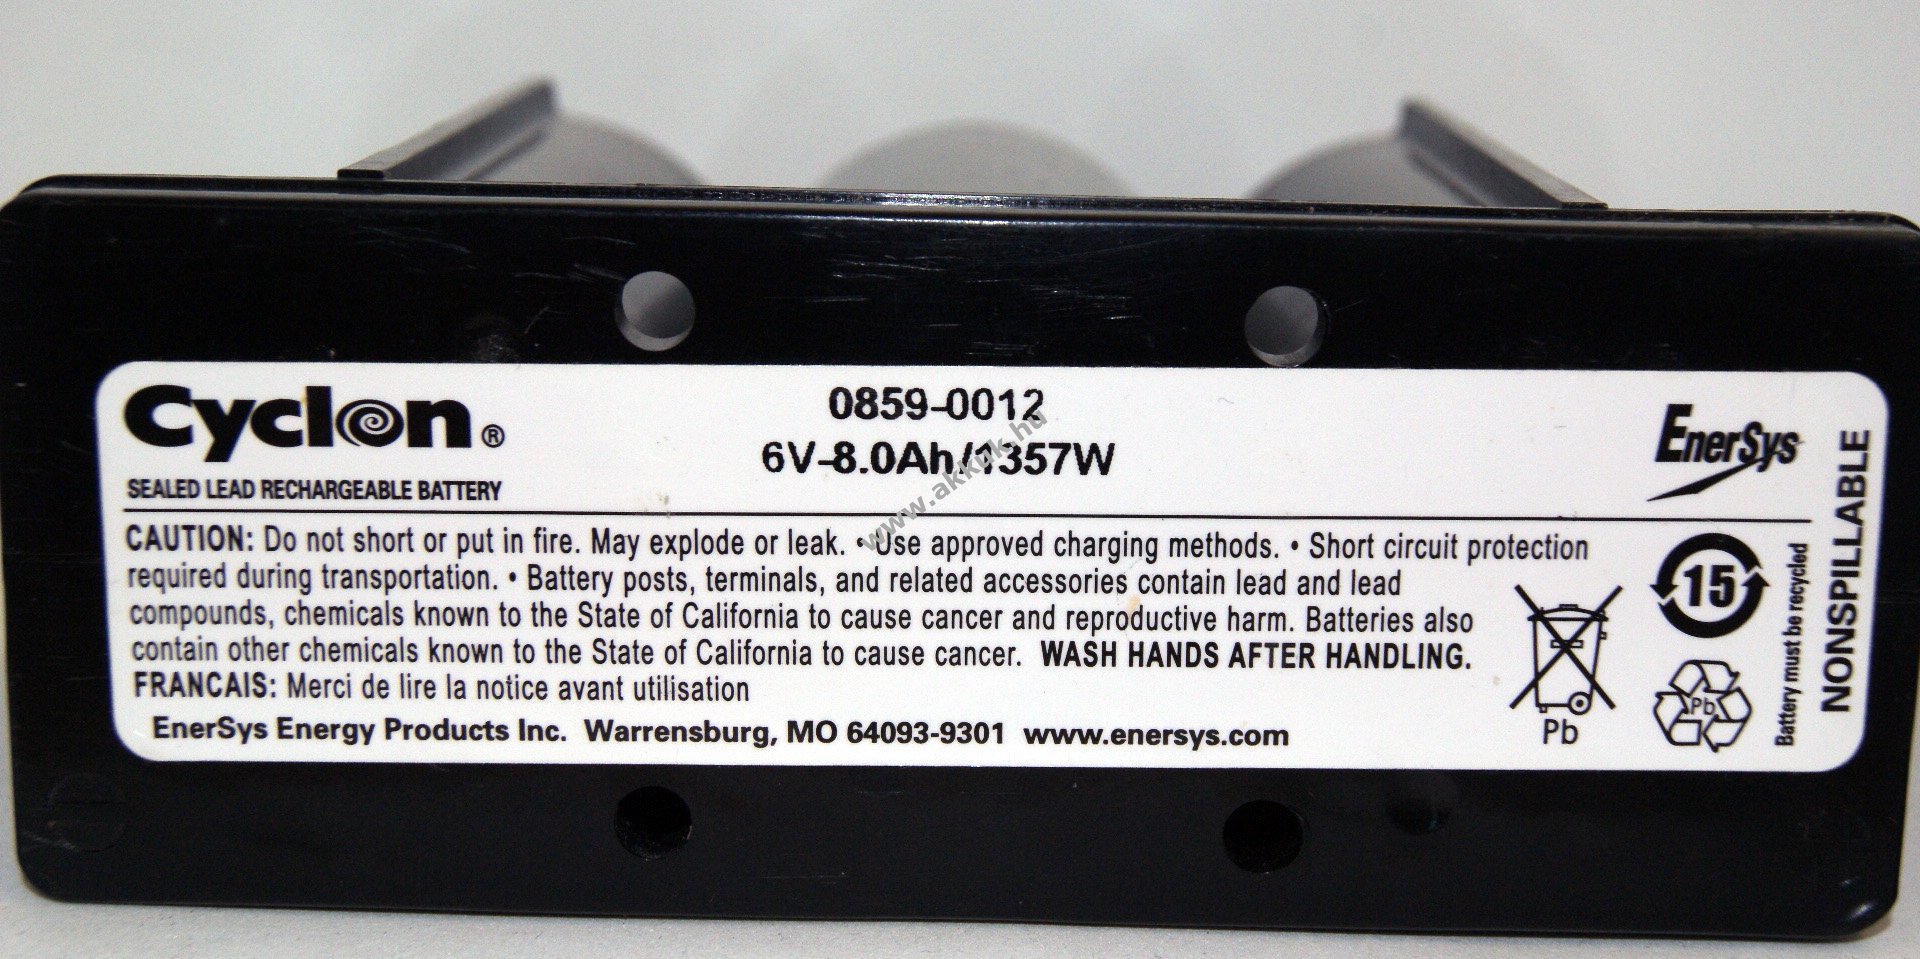 Cyclon®
SEALED LEAD RECHARGEABLE BATTERY
0859-0012
6V-8.0Ah/1357W
EnerSys
CAUTION: Do not short or put in fire. May explode or leak. • Use approved charging methods. • Short circuit protection
required during transportation. • Battery posts, terminals, and related accessories contain lead and lead
compounds, chemicals known to the State of California to cause cancer and reproductive harm. Batteries also
contain other chemicals known to the State of California to cause cancer. WASH HANDS AFTER HANDLING.
FRANCAIS: Merci de lire la notice avant utilisation
EnerSys Energy Products Inc. Warrensburg, MO 64093-9301 www.enersys.com
Pb
15
Pb
Battery must be recycled
NONSPILLABLE
www.akkuk.hu